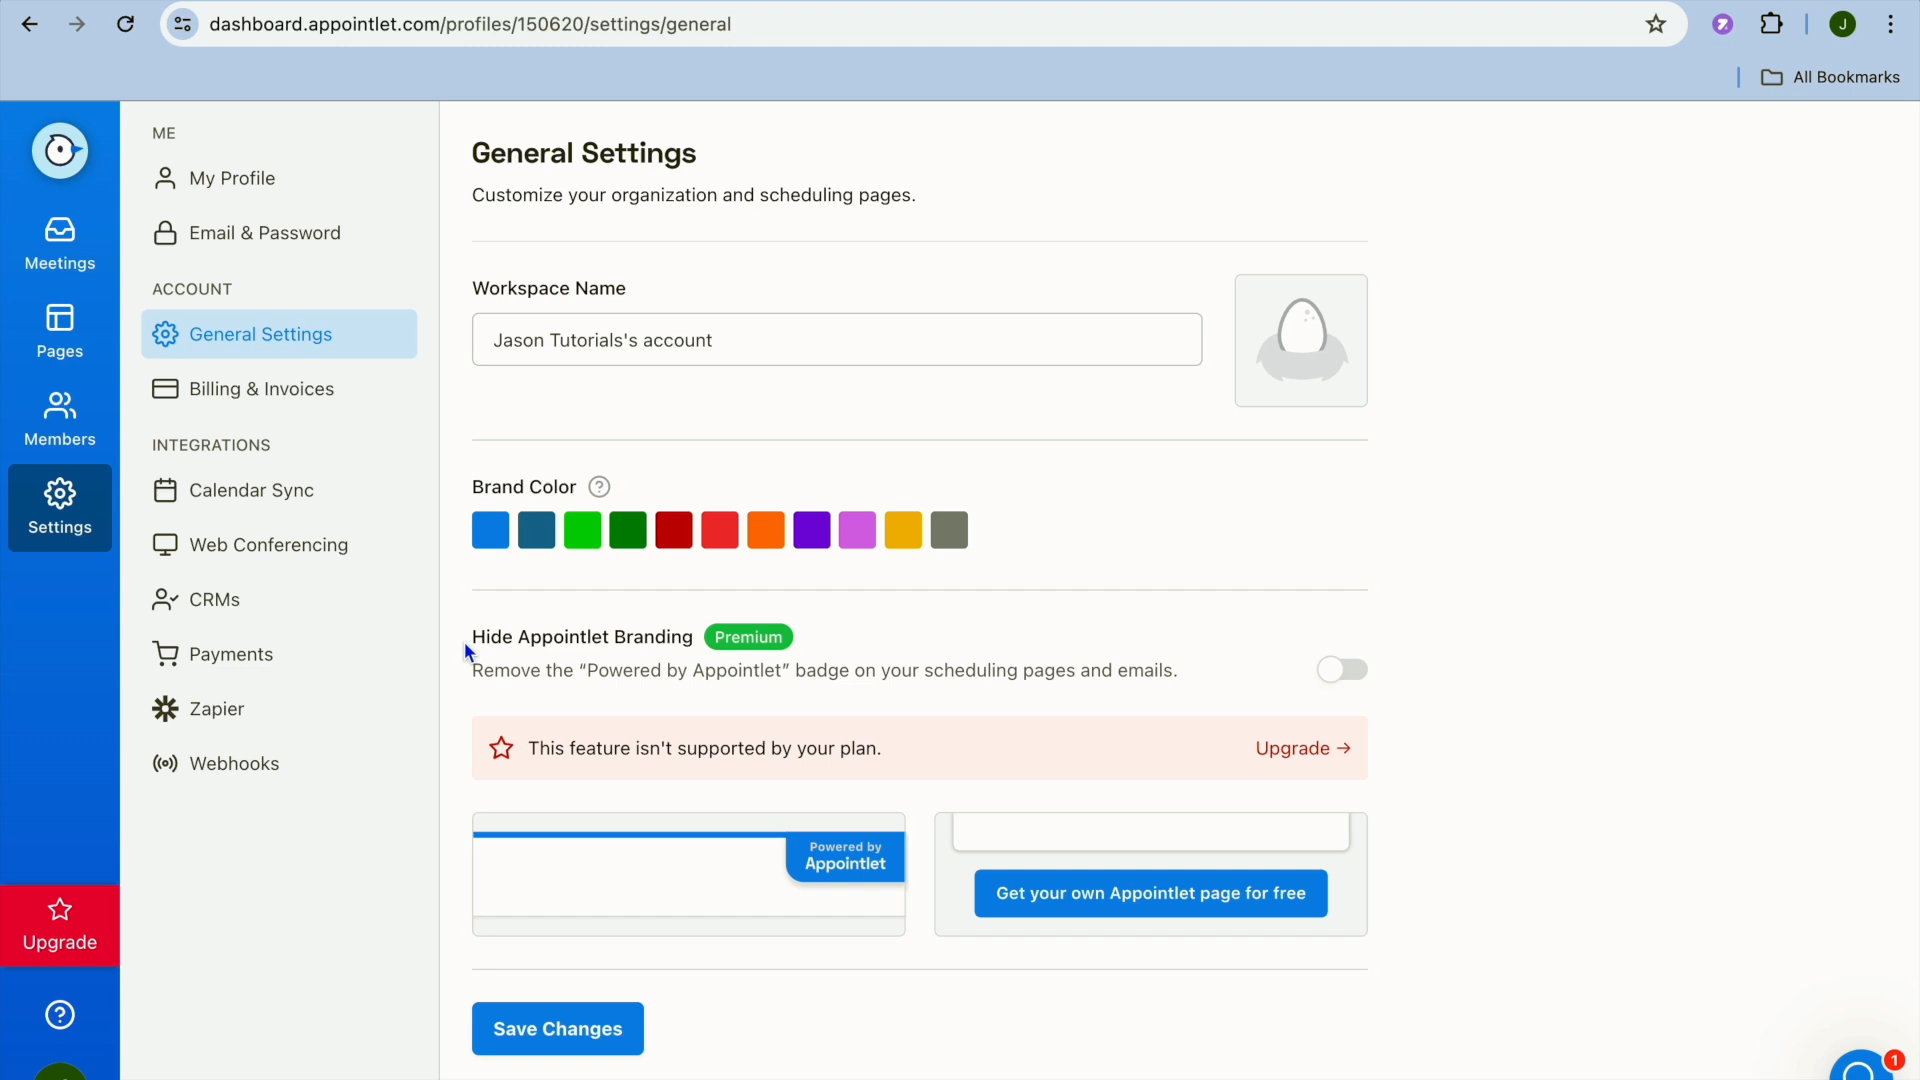 dashboard.appointlet.com/profiles/150620/settings/general
J
All Bookmarks
Meetings
Pages
Members
Settings
Upgrade
ME
My Profile
Email & Password
ACCOUNT
General Settings
Billing & Invoices
INTEGRATIONS
Calendar Sync
Web Conferencing
CRMs
Payments
Zapier
Webhooks
General Settings
Customize your organization and scheduling pages.
Workspace Name
Jason Tutorials's account
Brand Color
Hide Appointlet Branding Premium
Remove the “Powered by Appointlet” badge on your scheduling pages and emails.
This feature isn't supported by your plan. Upgrade →
Powered by
Appointlet
Get your own Appointlet page for free
Save Changes
1